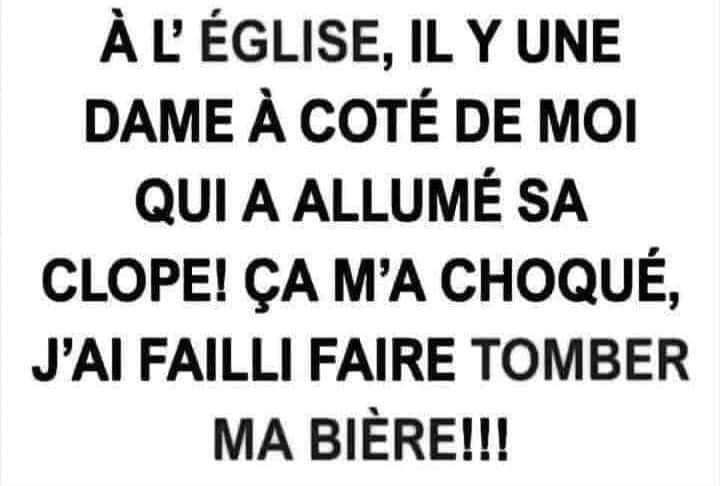 À L' ÉGLISE, IL Y UNE
DAME À COTÉ DE MOI
QUI A ALLUMÉ SA
CLOPE! ÇA M'A CHOQUÉ,
J'AI FAILLI FAIRE TOMBER
MA BIÈRE!!!